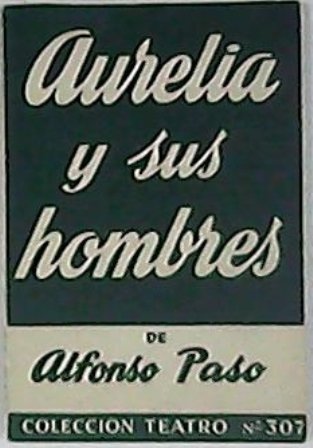 Aurelia
y sus
hombres
DE
Alfonso Paso
COLECCION TEATRO Nº 307